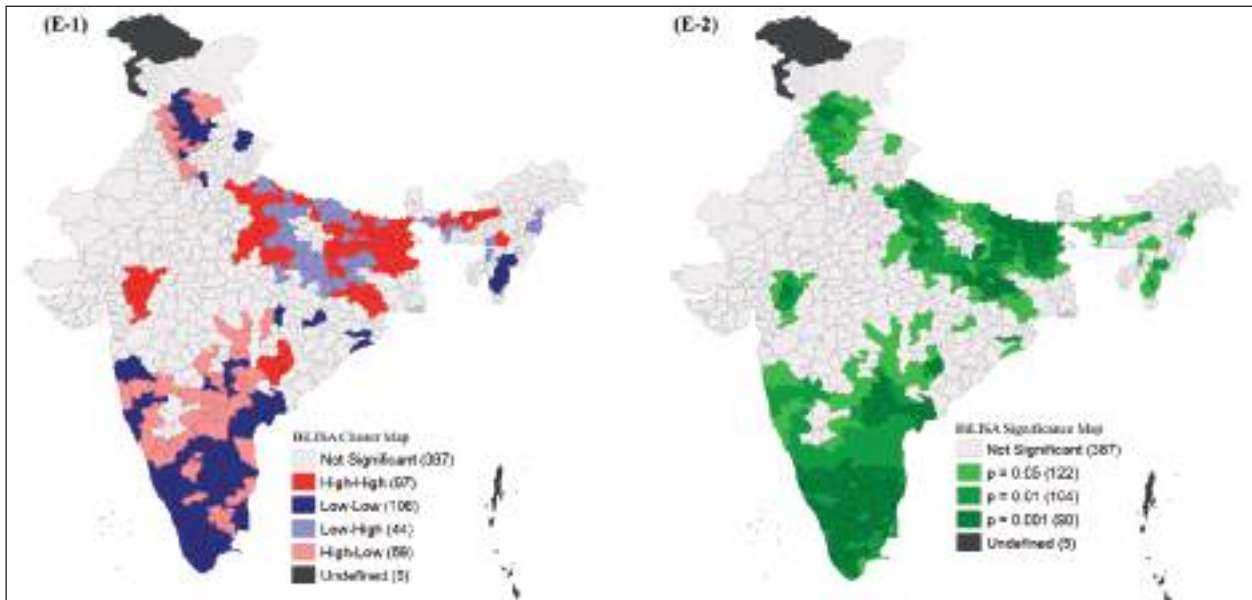 (E-1)
BiLISA Cluster Map
Not Significant (387)
High-High (97)
Low-Low (106)
Low-High (44)
High-Low (69)
Undefined (5)
(E-2)
BiLISA Significance Map
Not Significant (387)
p = 0.05 (122)
p = 0.01 (104)
p = 0.001 (90)
Undefined (5)